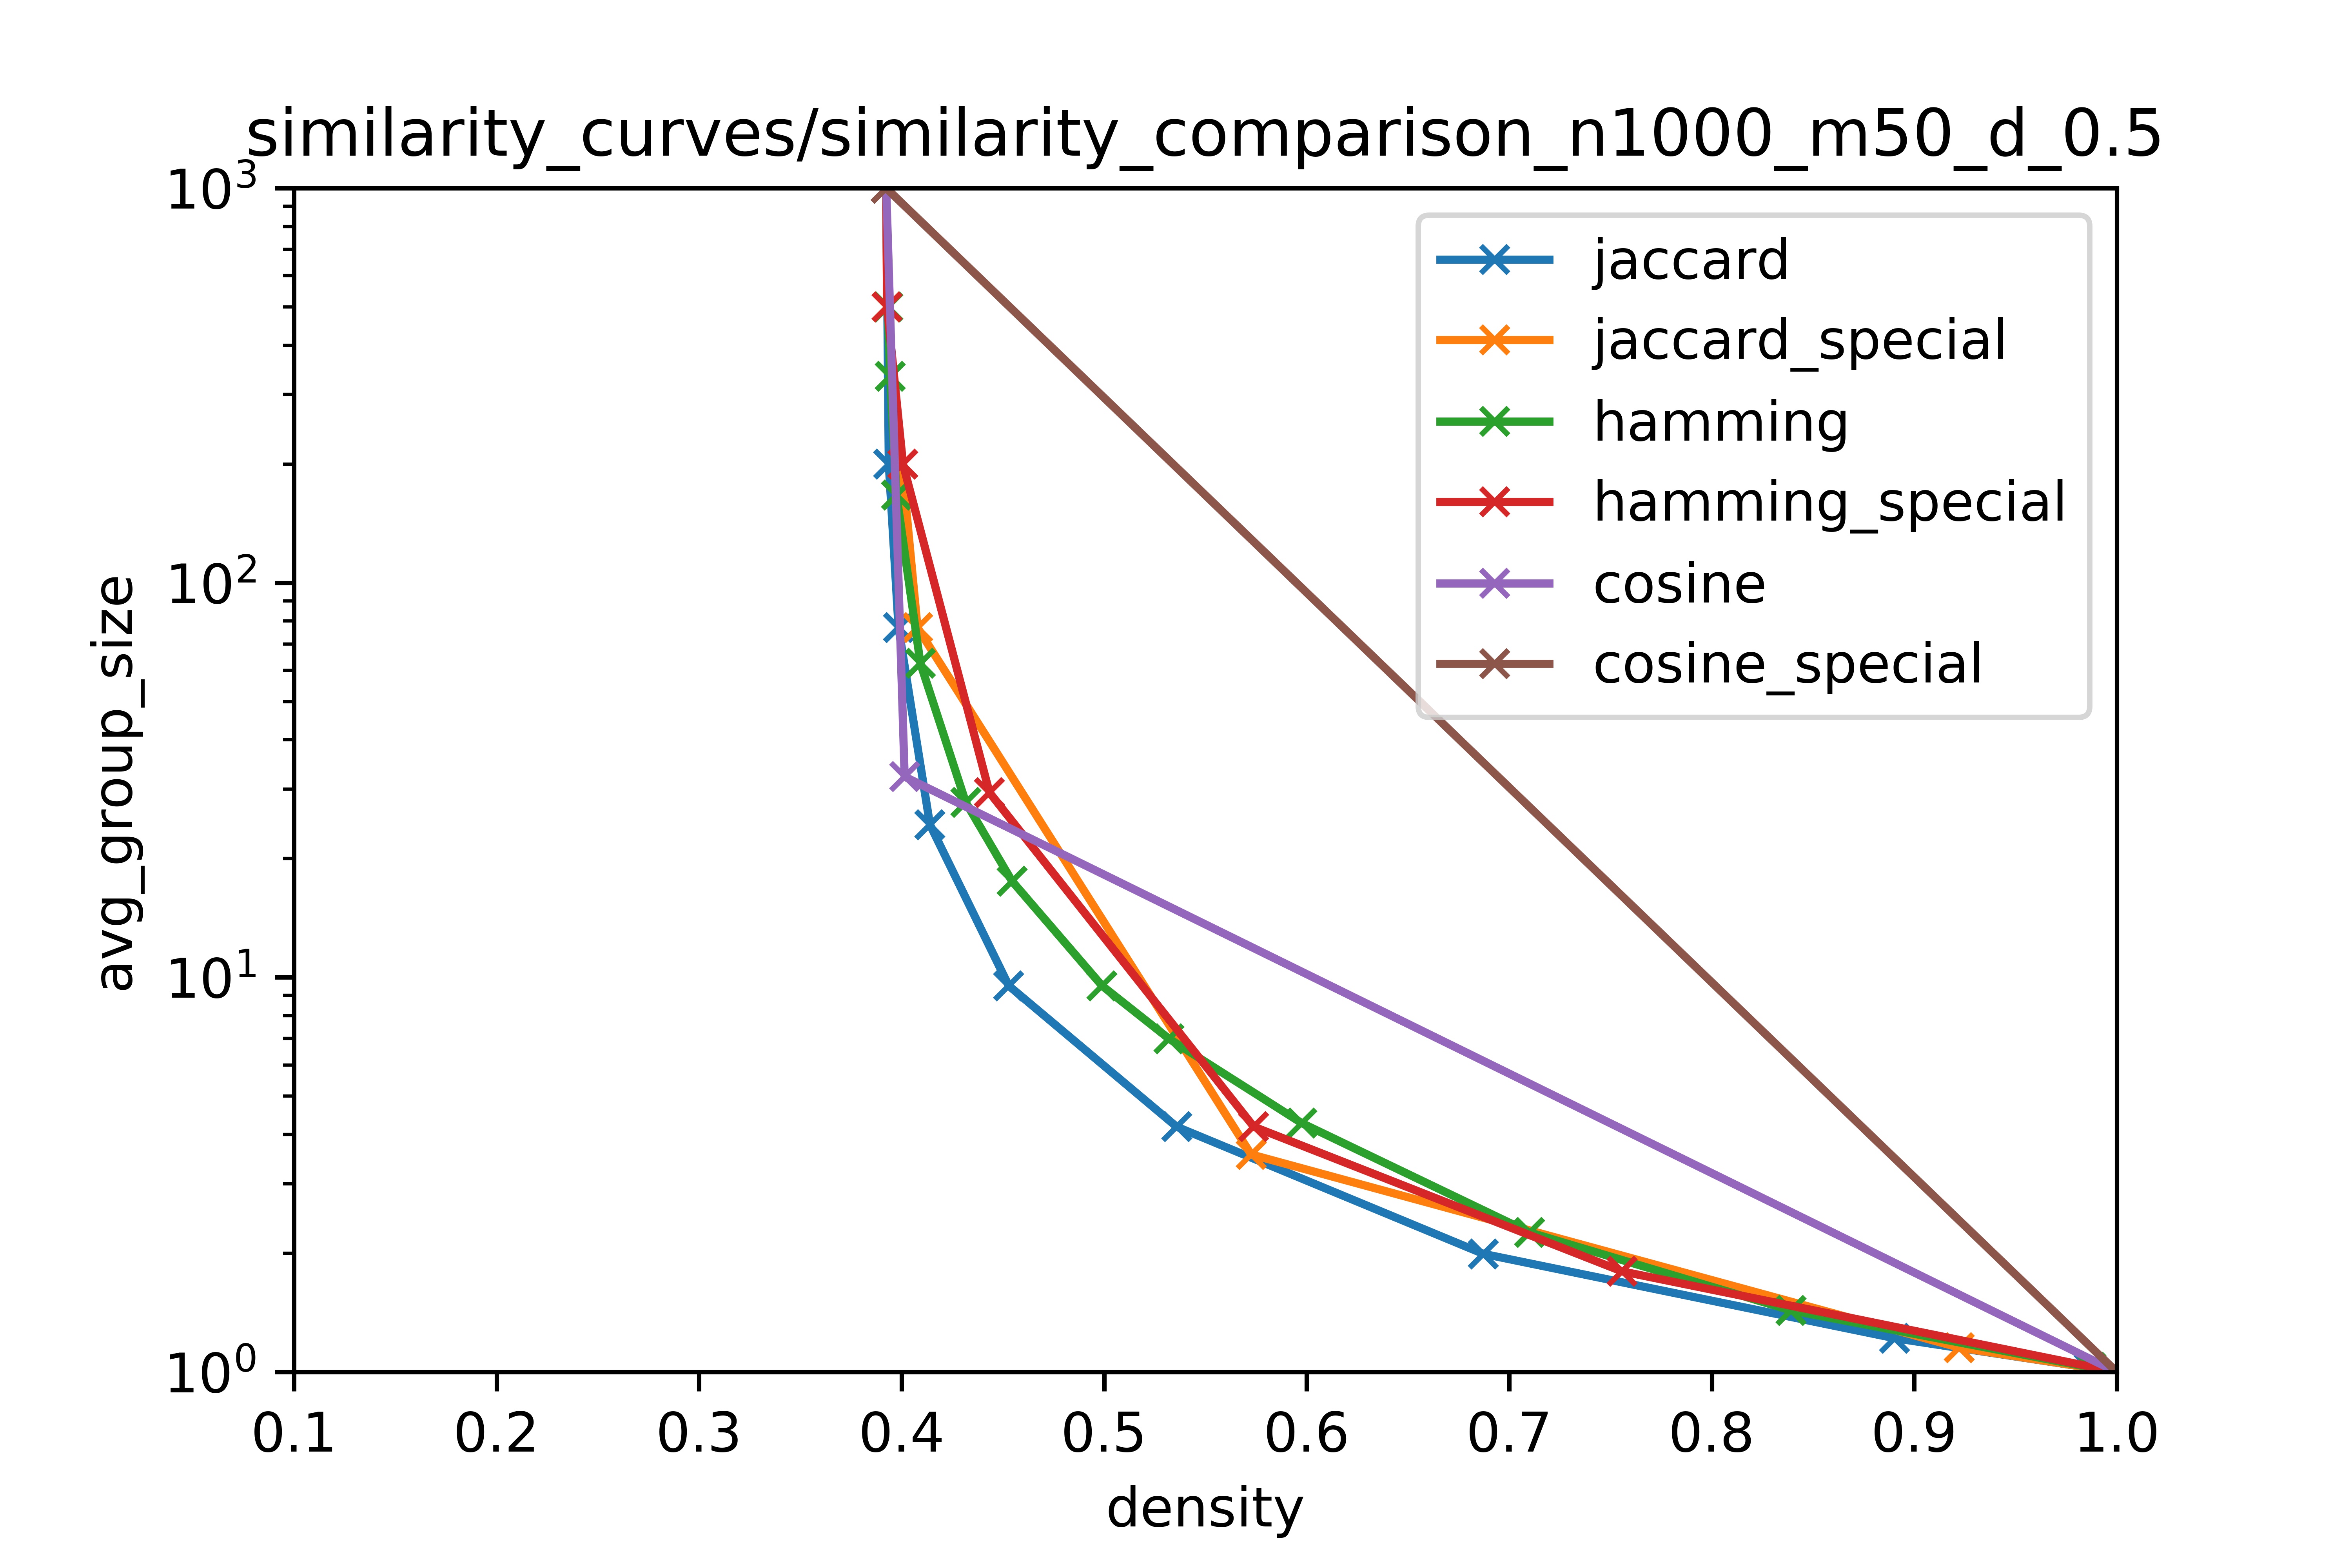 similarity_curves/similarity_comparison_n1000_m50_d_0.5
10³
10²
10¹
10⁰
avg_group_size
jaccard
jaccard_special
hamming
hamming_special
cosine
cosine_special
0.1 0.2 0.3 0.4 0.5 0.6 0.7 0.8 0.9 1.0
density